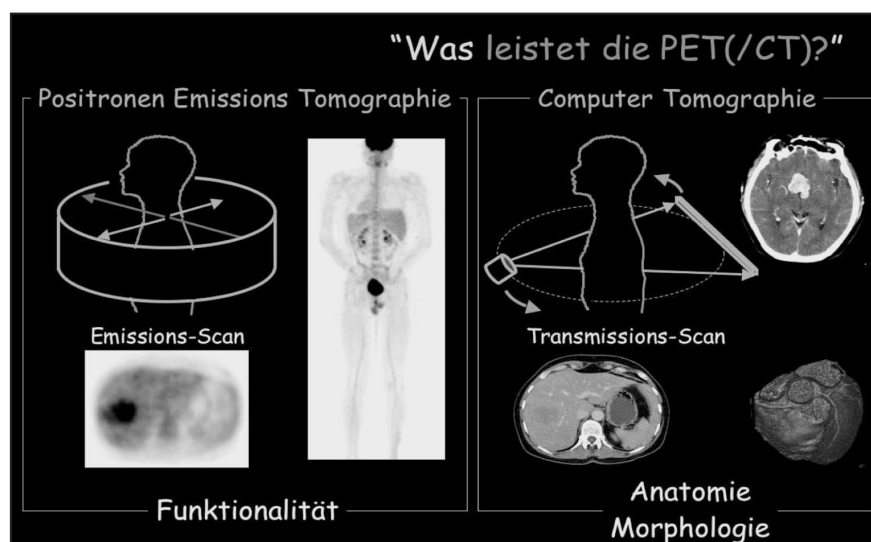 "Was leistet die PET(/CT)?"
Positronen Emissions Tomographie
Emissions-Scan
Funktionalität
Computer Tomographie
Transmissions-Scan
Anatomie
Morphologie